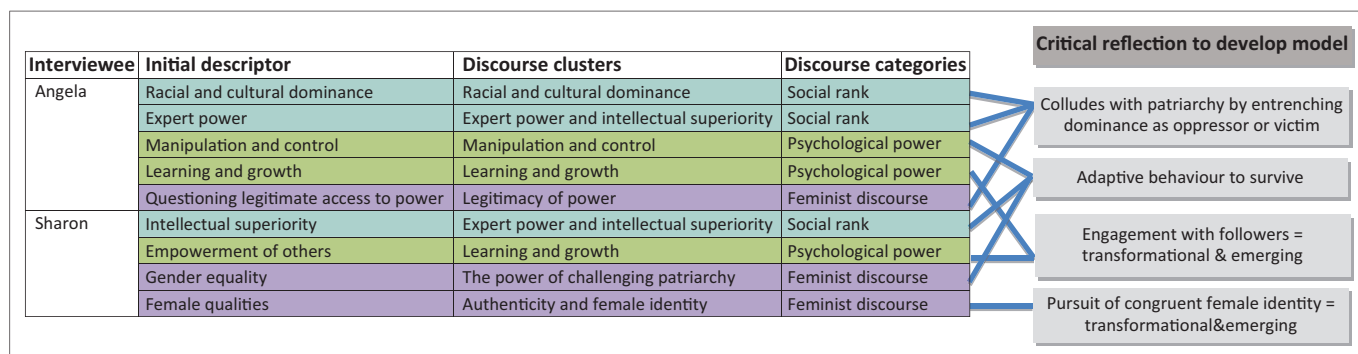 Critical reflection to develop model
Interviewee Initial descriptor Discourse clusters Discourse categories
Angela Racial and cultural dominance Racial and cultural dominance Social rank
Expert power Expert power and intellectual superiority Social rank
Manipulation and control Manipulation and control Psychological power
Learning and growth Learning and growth Psychological power
Questioning legitimate access to power Legitimacy of power Feminist discourse
Sharon Intellectual superiority Expert power and intellectual superiority Social rank
Empowerment of others Learning and growth Psychological power
Gender equality The power of challenging patriarchy Feminist discourse
Female qualities Authenticity and female identity Feminist discourse
Colludes with patriarchy by entrenching
dominance as oppressor or victim
Adaptive behaviour to survive
Engagement with followers =
transformational & emerging
Pursuit of congruent female identity =
transformational&emerging